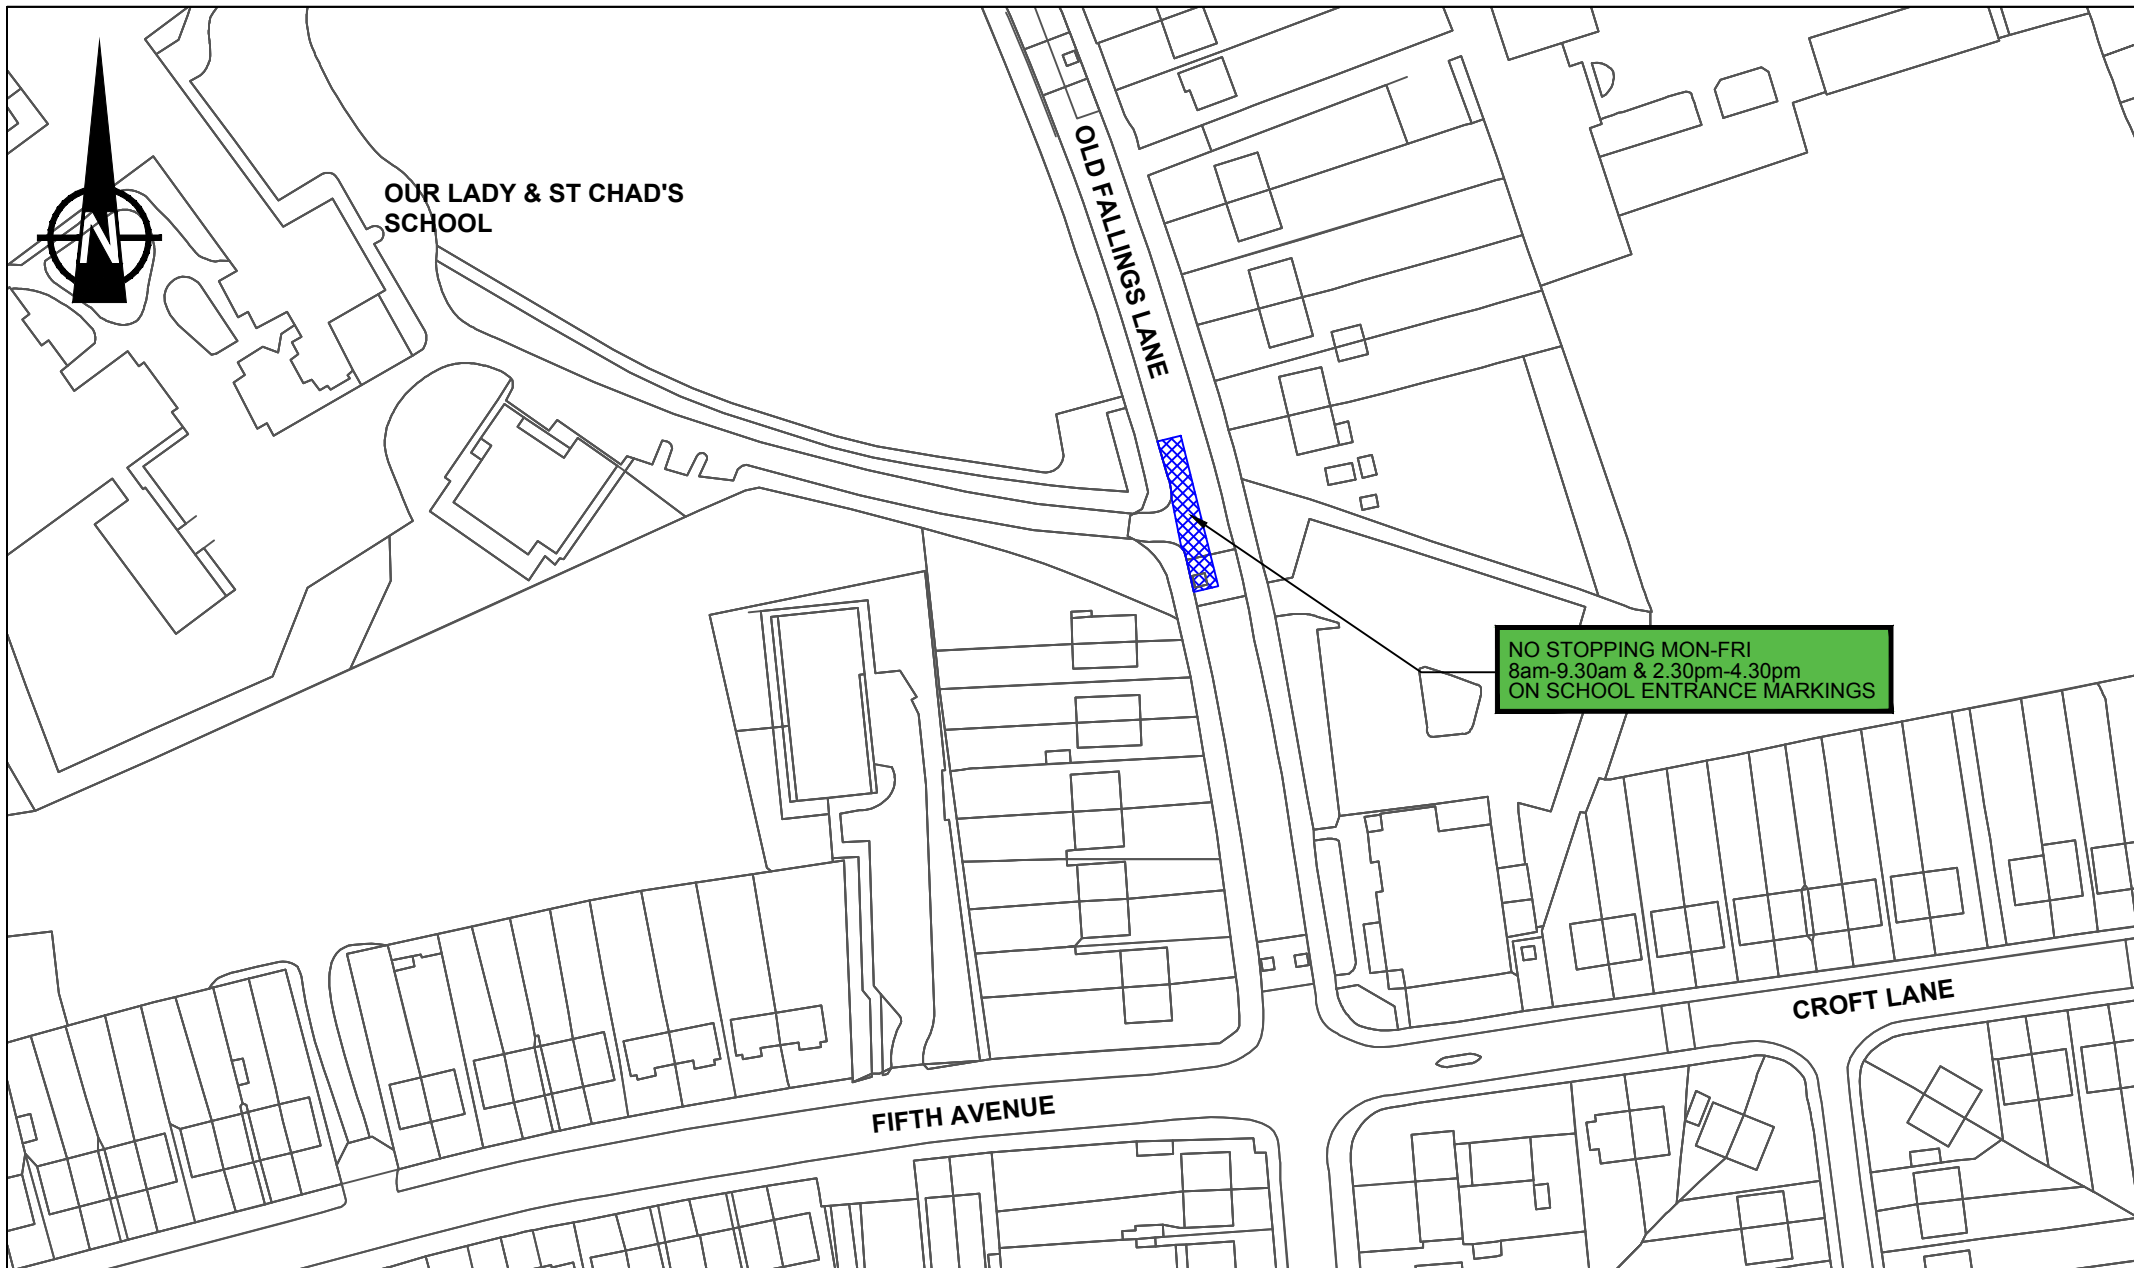 OUR LADY & ST CHAD'S
SCHOOL
N
OLD FALLINGS LANE
NO STOPPING MON-FRI
8am-9.30am & 2.30pm-4.30pm
ON SCHOOL ENTRANCE MARKINGS
CROFT LANE
FIFTH AVENUE